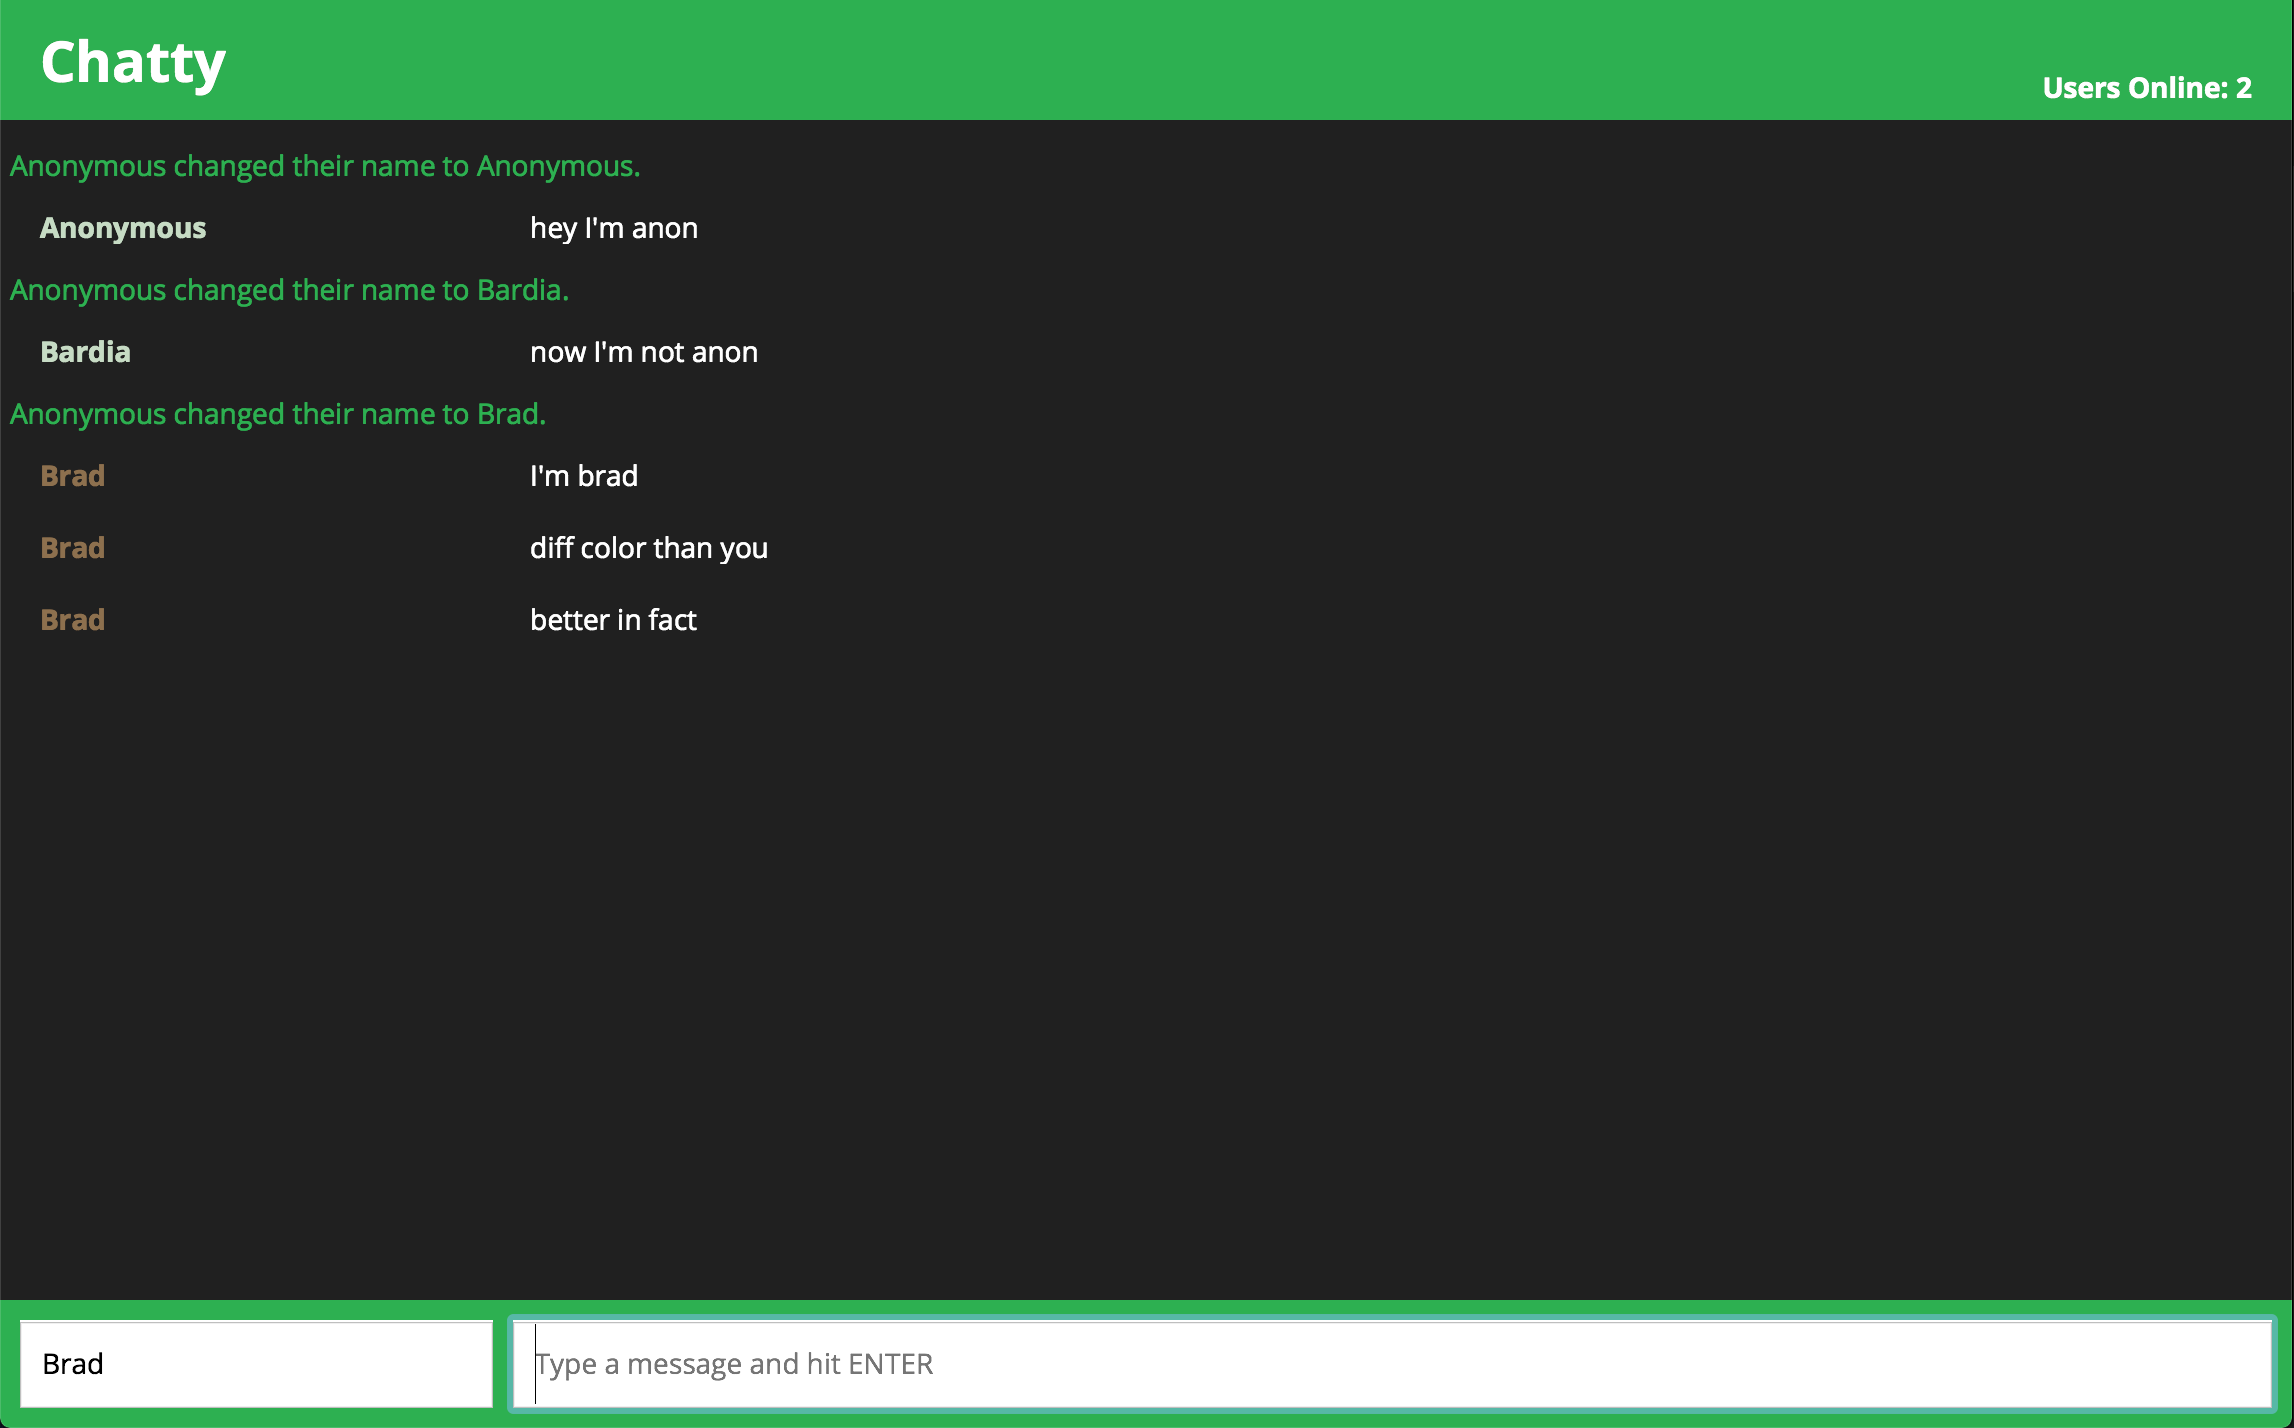 Chatty
Users Online: 2
Anonymous changed their name to Anonymous.
Anonymous hey I'm anon
Anonymous changed their name to Bardia.
Bardia now I'm not anon
Anonymous changed their name to Brad.
Brad I'm brad
Brad diff color than you
Brad better in fact
Brad Type a message and hit ENTER